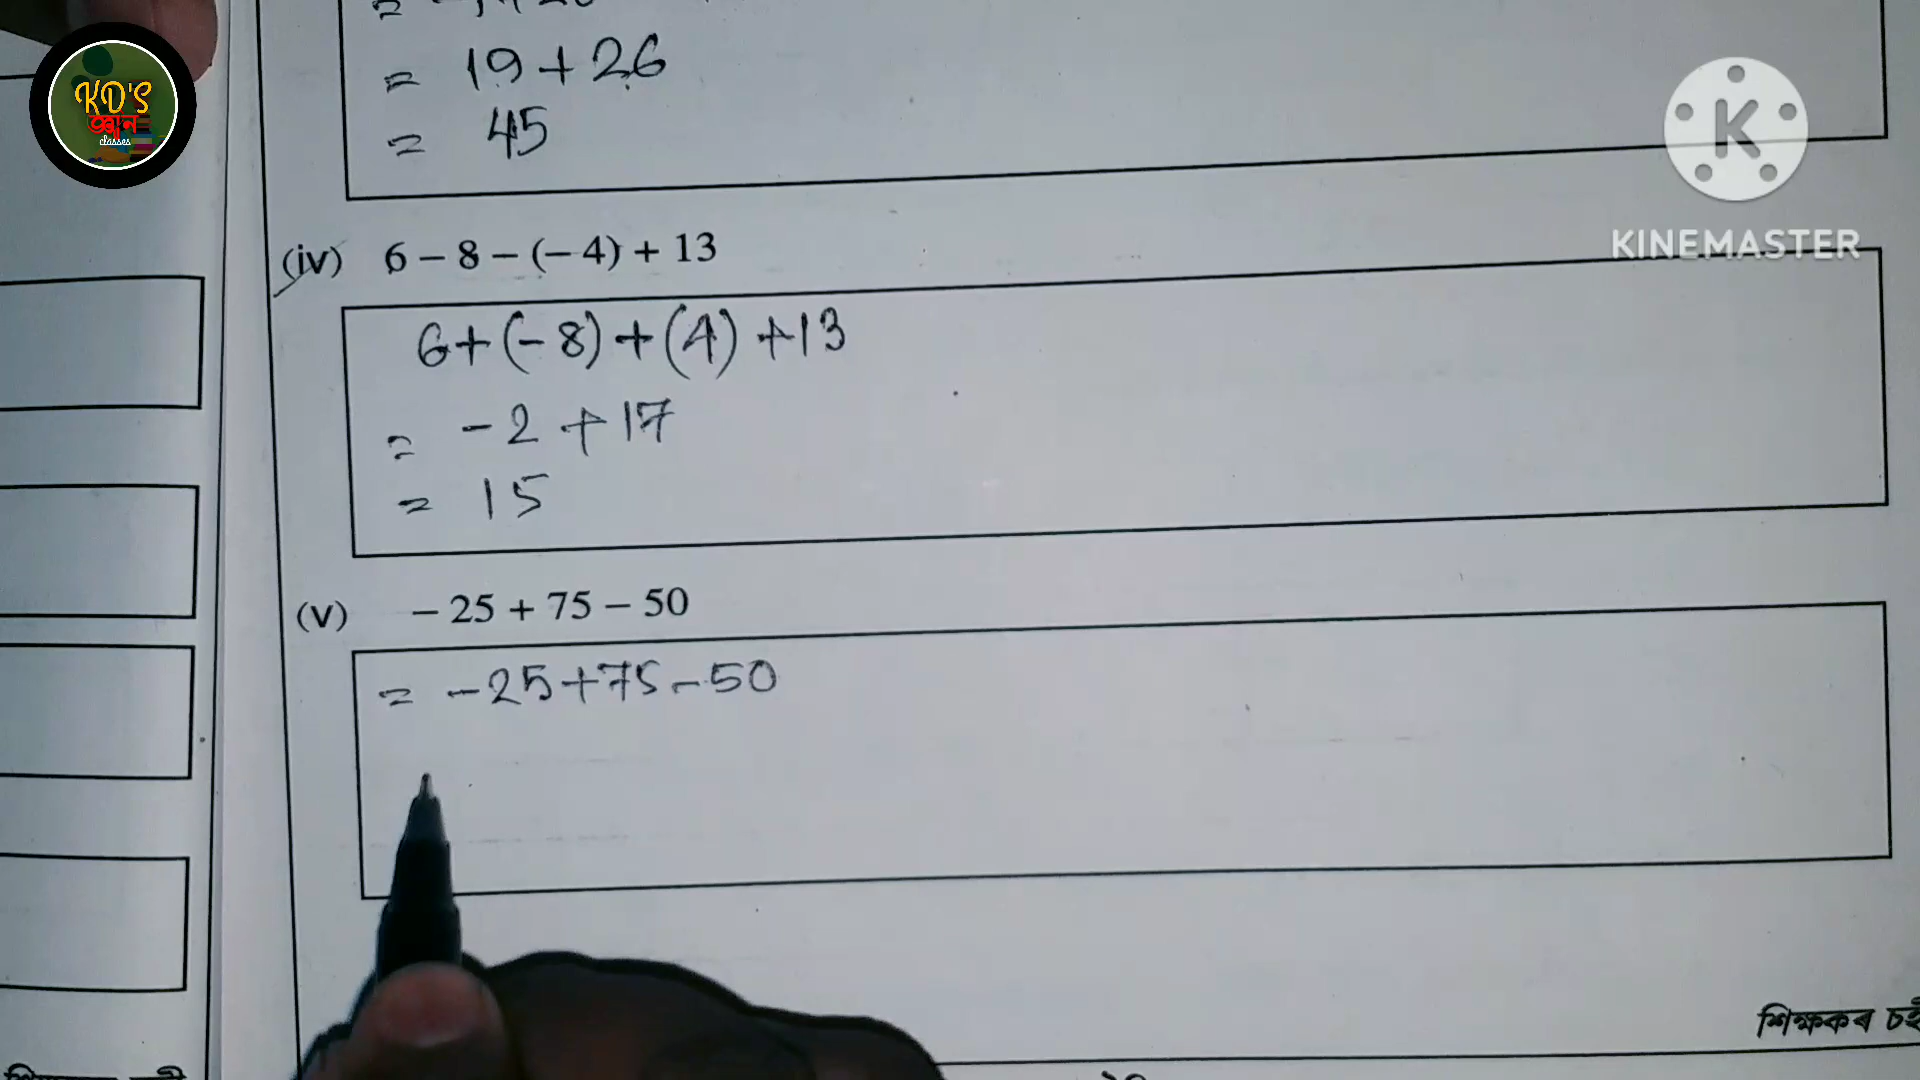 KD'S
জ্ঞান
classes
= 19 + 26
= 45
KINEMASTER
(iv) 6 – 8 – (– 4) + 13
6 + (- 8) + (4) + 13
= - 2 + 17
= 15
(v) – 25 + 75 – 50
= - 25 + 75 - 50
শিক্ষকৰ